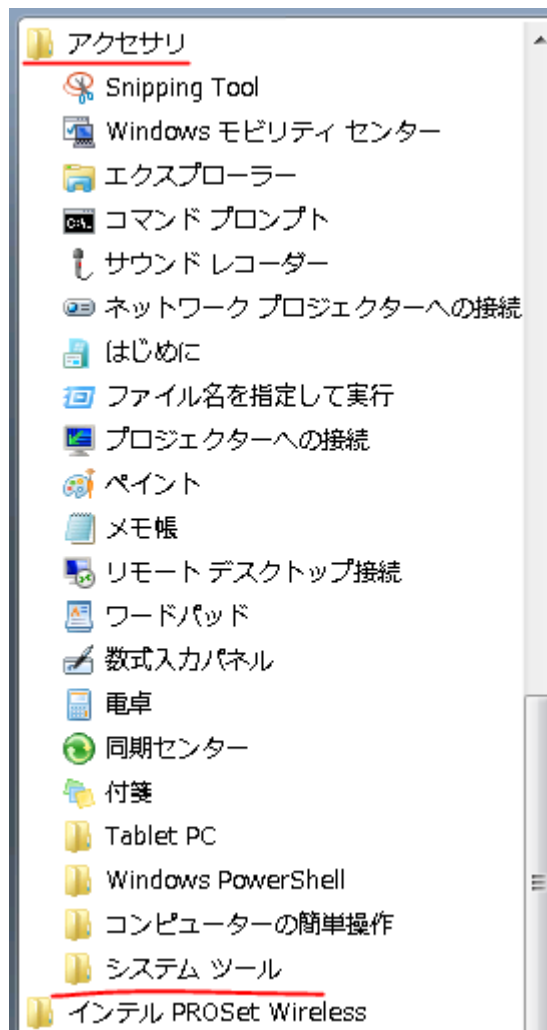 アクセサリ
Snipping Tool
Windows モビリティ センター
エクスプローラー
コマンド プロンプト
サウンド レコーダー
ネットワーク プロジェクターへの接続
はじめに
ファイル名を指定して実行
プロジェクターへの接続
ペイント
メモ帳
リモート デスクトップ接続
ワードパッド
数式入力パネル
電卓
同期センター
付箋
Tablet PC
Windows PowerShell
コンピューターの簡単操作
システム ツール
インテル PROSet Wireless